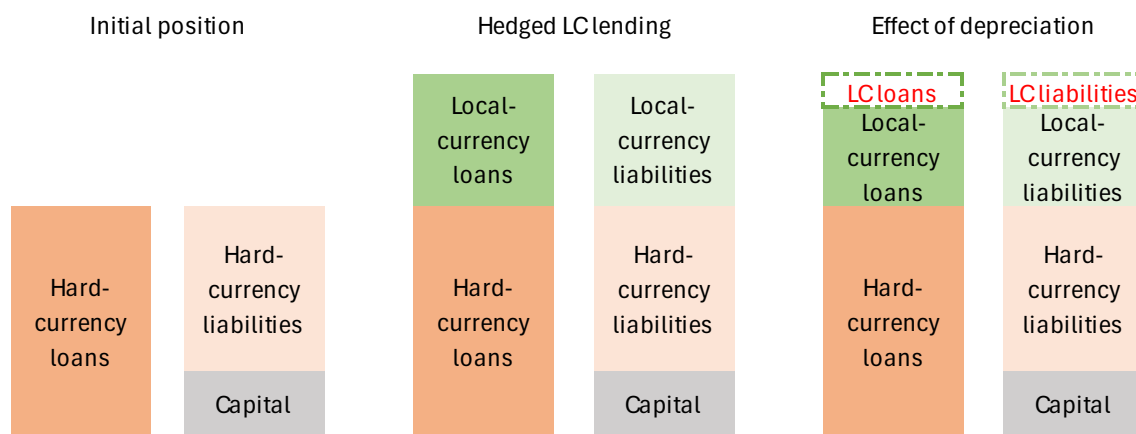 Initial position
Hedged LC lending
Effect of depreciation
Hard-
currency
loans
Hard-
currency
liabilities
Capital
Local-
currency
loans
Hard-
currency
loans
Local-
currency
liabilities
Hard-
currency
liabilities
Capital
LC loans
Local-
currency
loans
Hard-
currency
loans
LC liabilities
Local-
currency
liabilities
Hard-
currency
liabilities
Capital